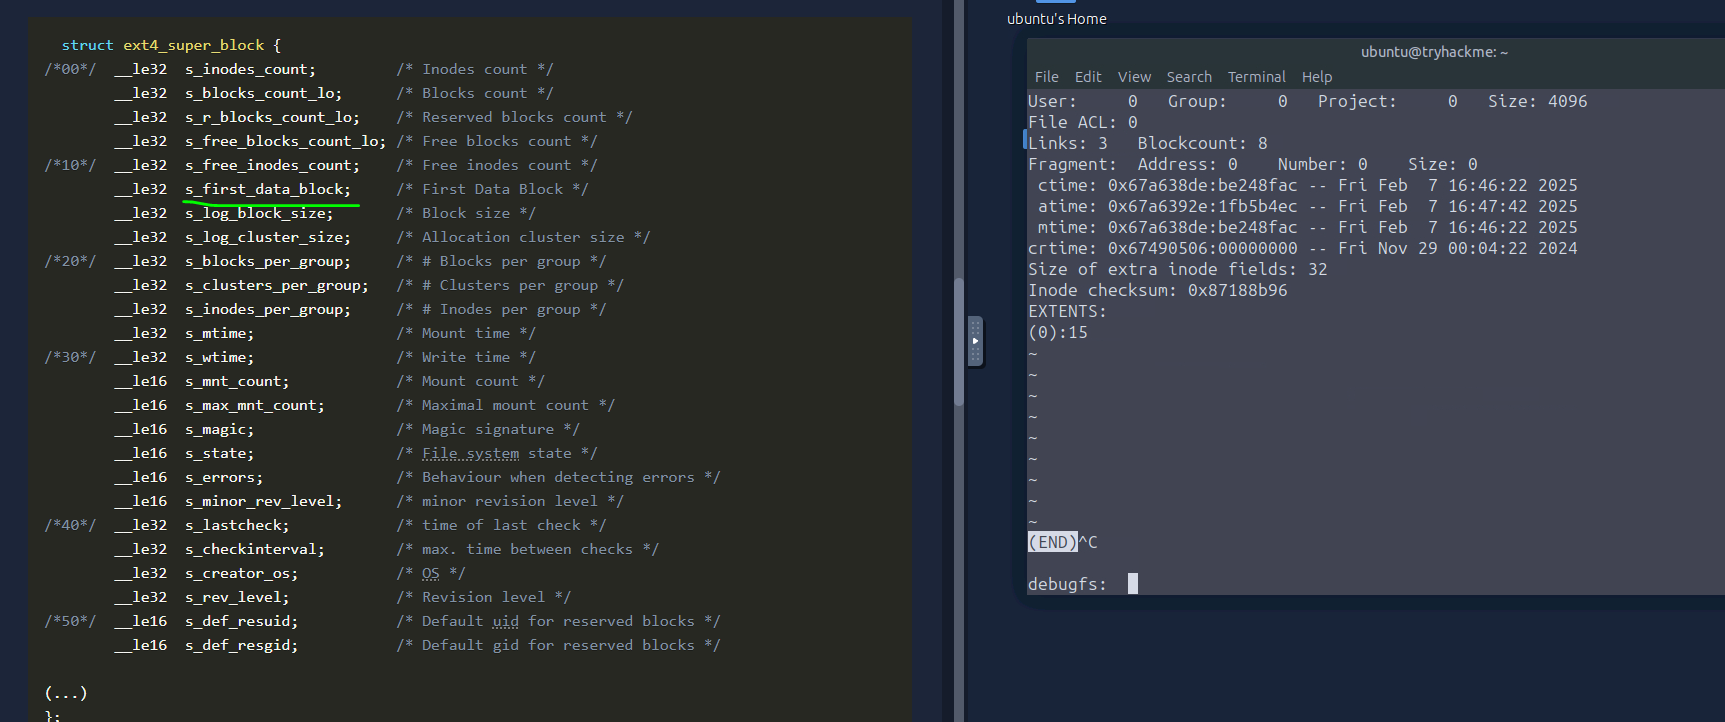 struct ext4_super_block {
/*00*/  __le32  s_inodes_count;         /* Inodes count */
        __le32  s_blocks_count_lo;      /* Blocks count */
        __le32  s_r_blocks_count_lo;    /* Reserved blocks count */
        __le32  s_free_blocks_count_lo; /* Free blocks count */
/*10*/  __le32  s_free_inodes_count;    /* Free inodes count */
        __le32  s_first_data_block;     /* First Data Block */
        __le32  s_log_block_size;       /* Block size */
        __le32  s_log_cluster_size;     /* Allocation cluster size */
/*20*/  __le32  s_blocks_per_group;     /* # Blocks per group */
        __le32  s_clusters_per_group;   /* # Clusters per group */
        __le32  s_inodes_per_group;     /* # Inodes per group */
        __le32  s_mtime;                /* Mount time */
/*30*/  __le32  s_wtime;                /* Write time */
        __le16  s_mnt_count;            /* Mount count */
        __le16  s_max_mnt_count;        /* Maximal mount count */
        __le16  s_magic;                /* Magic signature */
        __le16  s_state;                /* File system state */
        __le16  s_errors;               /* Behaviour when detecting errors */
        __le16  s_minor_rev_level;      /* minor revision level */
/*40*/  __le32  s_lastcheck;            /* time of last check */
        __le32  s_checkinterval;        /* max. time between checks */
        __le32  s_creator_os;           /* OS */
        __le32  s_rev_level;            /* Revision level */
/*50*/  __le16  s_def_resuid;           /* Default uid for reserved blocks */
        __le16  s_def_resgid;           /* Default gid for reserved blocks */
(...)
};
ubuntu's Home
ubuntu@tryhackme: ~
File Edit View Search Terminal Help
User:     0   Group:     0   Project:     0   Size: 4096
File ACL: 0
Links: 3   Blockcount: 8
Fragment:  Address: 0    Number: 0    Size: 0
 ctime: 0x67a638de:be248fac -- Fri Feb  7 16:46:22 2025
 atime: 0x67a6392e:1fb5b4ec -- Fri Feb  7 16:47:42 2025
 mtime: 0x67a638de:be248fac -- Fri Feb  7 16:46:22 2025
crtime: 0x67490506:00000000 -- Fri Nov 29 00:04:22 2024
Size of extra inode fields: 32
Inode checksum: 0x87188b96
EXTENTS:
(0):15
~
~
~
~
~
~
~
~
~
(END)^C
debugfs: